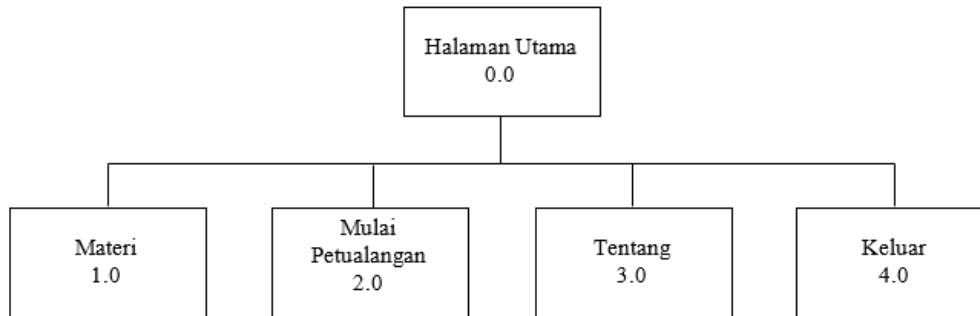 Halaman Utama
0.0
Materi
1.0
Mulai
Petualangan
2.0
Tentang
3.0
Keluar
4.0